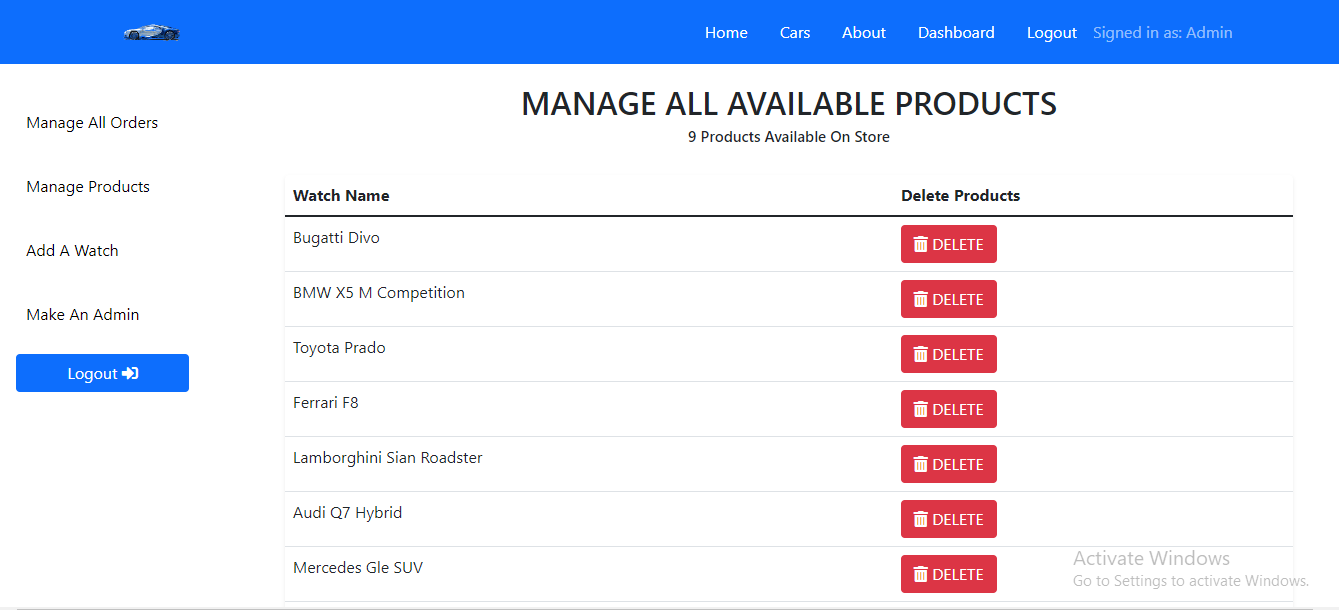 Home Cars About Dashboard Logout Signed in as: Admin
Manage All Orders
Manage Products
Add A Watch
Make An Admin
Logout
MANAGE ALL AVAILABLE PRODUCTS
9 Products Available On Store
Watch Name Delete Products
Bugatti Divo DELETE
BMW X5 M Competition DELETE
Toyota Prado DELETE
Ferrari F8 DELETE
Lamborghini Sian Roadster DELETE
Audi Q7 Hybrid DELETE
Mercedes Gle SUV DELETE
Activate Windows
Go to Settings to activate Windows.